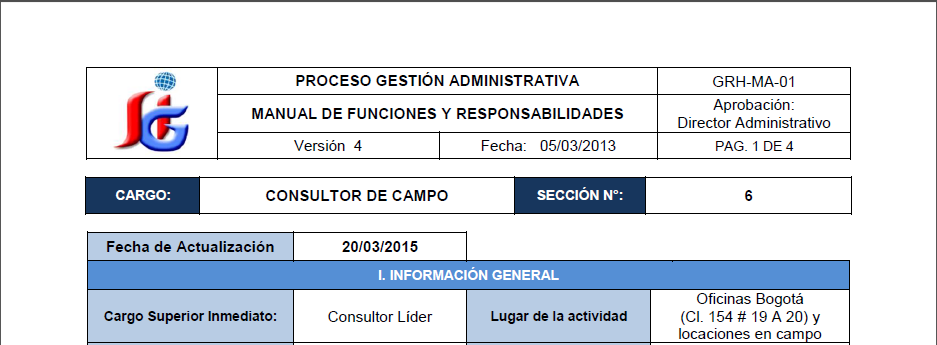 PROCESO GESTIÓN ADMINISTRATIVA
GRH-MA-01
MANUAL DE FUNCIONES Y RESPONSABILIDADES
Aprobación:
Director Administrativo
Versión 4
Fecha: 05/03/2013
PAG. 1 DE 4
CARGO:
CONSULTOR DE CAMPO
SECCIÓN N°:
6
Fecha de Actualización
20/03/2015
I. INFORMACIÓN GENERAL
Cargo Superior Inmediato:
Consultor Líder
Lugar de la actividad
Oficinas Bogotá
(Cl. 154 # 19 A 20) y
locaciones en campo